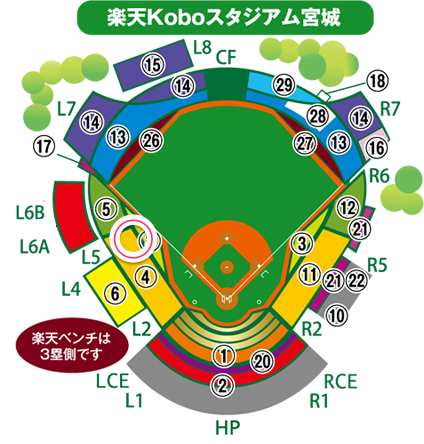 楽天Koboスタジアム宮城
L8
CF
⑮
⑭
㉙
⑱
L7
⑭
⑬
㉖
㉗
㉘
⑬
⑭
R7
⑯
⑰
R6
L6B
⑤
⑫
㉑
L6A
L5
③
R5
L4
④
⑪
㉑
㉒
⑥
⑩
L2
R2
楽天ベンチは
3塁側です
①
⑳
LCE
②
RCE
L1
R1
HP